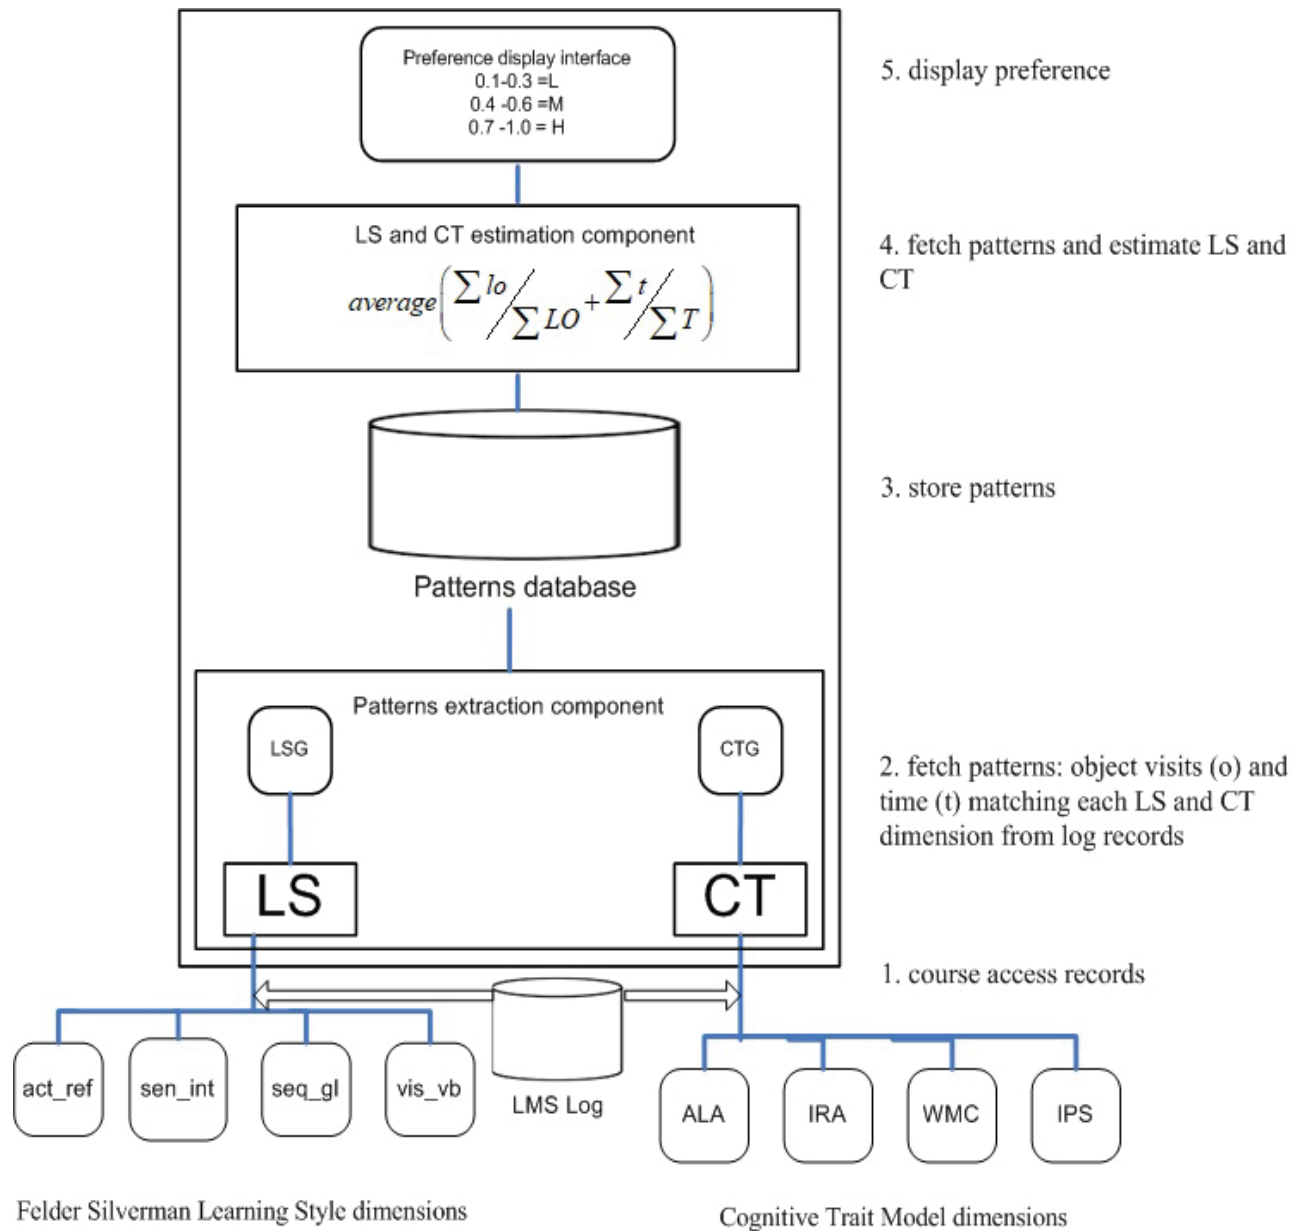 Preference display interface
0.1-0.3 =L
0.4 -0.6 =M
0.7 -1.0 = H
5. display preference
LS and CT estimation component
average(∑lo/∑LO + ∑t/∑T)
4. fetch patterns and estimate LS and
CT
3. store patterns
Patterns database
Patterns extraction component
LSG
CTG
2. fetch patterns: object visits (o) and
time (t) matching each LS and CT
dimension from log records
LS
CT
1. course access records
act_ref
sen_int
seq_gl
vis_vb
LMS Log
ALA
IRA
WMC
IPS
Felder Silverman Learning Style dimensions
Cognitive Trait Model dimensions